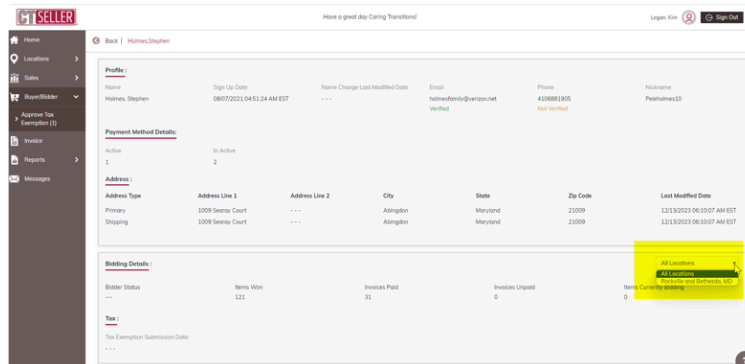 CT SELLER
Have a great day Caring Transitions!
Logan, Kim
Sign Out
Home
Locations
Sales
Buyer/Bidder
Approve Tax
Exemption (1)
Invoice
Reports
Messages
Back | Holmes,Stephen
Profile :
Name Sign Up Date Name Change Last Modified Date Email Phone Nickname
Holmes, Stephen 08/07/2021 04:51:24 AM EST - - - holmesfamily@verizon.net 4106881905 Peleholmes10
Verified Not Verified
Payment Method Details:
Active In Active
1 2
Address :
Address Type Address Line 1 Address Line 2 City State Zip Code Last Modified Date
Primary 1009 Searay Court - - - Abingdon Maryland 21009 12/13/2023 06:10:07 AM EST
Shipping 1009 Searay Court - - - Abingdon Maryland 21009 12/13/2023 06:10:07 AM EST
Bidding Details :
All Locations
All Locations
Rockville and Bethesda, MD
Bidder Status Items Won Invoices Paid Invoices Unpaid Items Currently Bidding
--- 121 31 0 0
Tax :
Tax Exemption Submission Date:
- - -